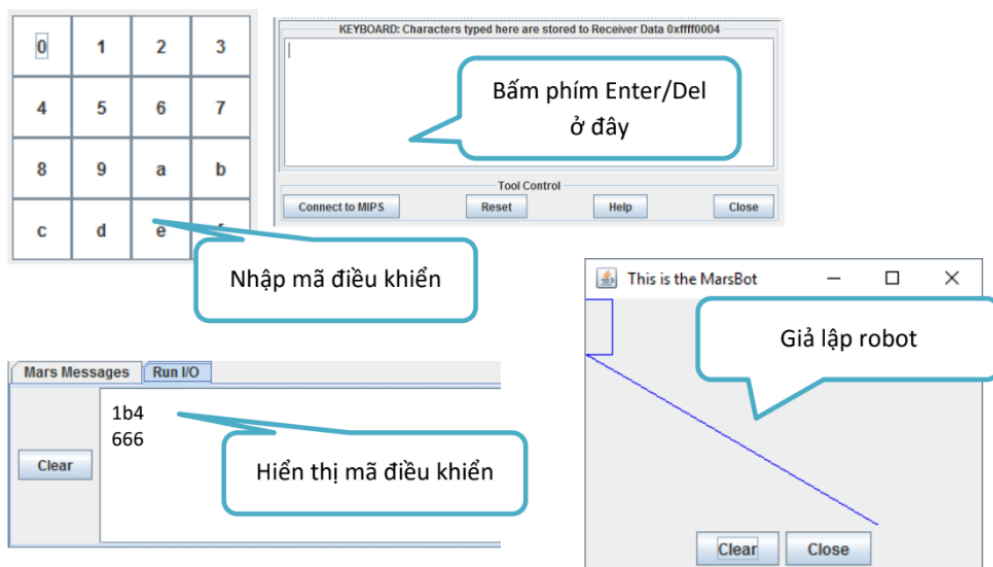 0 1 2 3
4 5 6 7
8 9 a b
c d e
Nhập mã điều khiển
KEYBOARD: Characters typed here are stored to Receiver Data 0xffff0004
Bấm phím Enter/Del
ở đây
Tool Control
Connect to MIPS Reset Help Close
Mars Messages Run I/O
1b4
666
Clear
Hiển thị mã điều khiển
This is the MarsBot
Giả lập robot
Clear Close